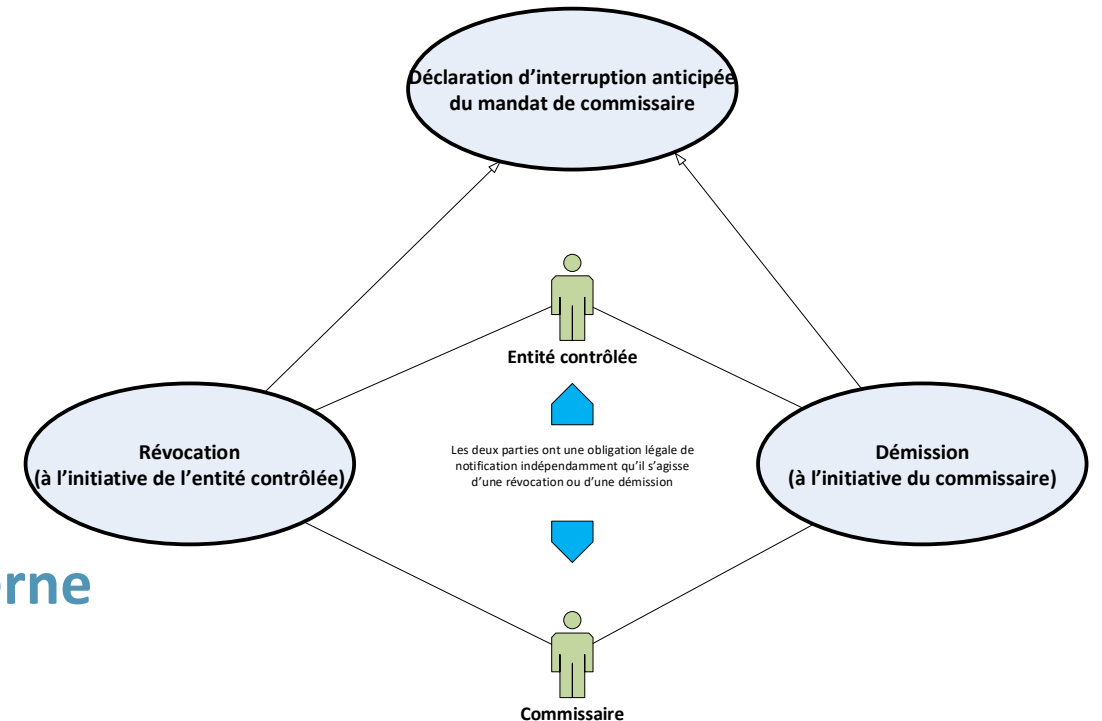 Déclaration d’interruption anticipée
du mandat de commissaire
Entité contrôlée
Révocation
(à l’initiative de l’entité contrôlée)
Les deux parties ont une obligation légale de
notification indépendamment qu’il s’agisse
d’une révocation ou d’une démission
Démission
(à l’initiative du commissaire)
erne
Commissaire